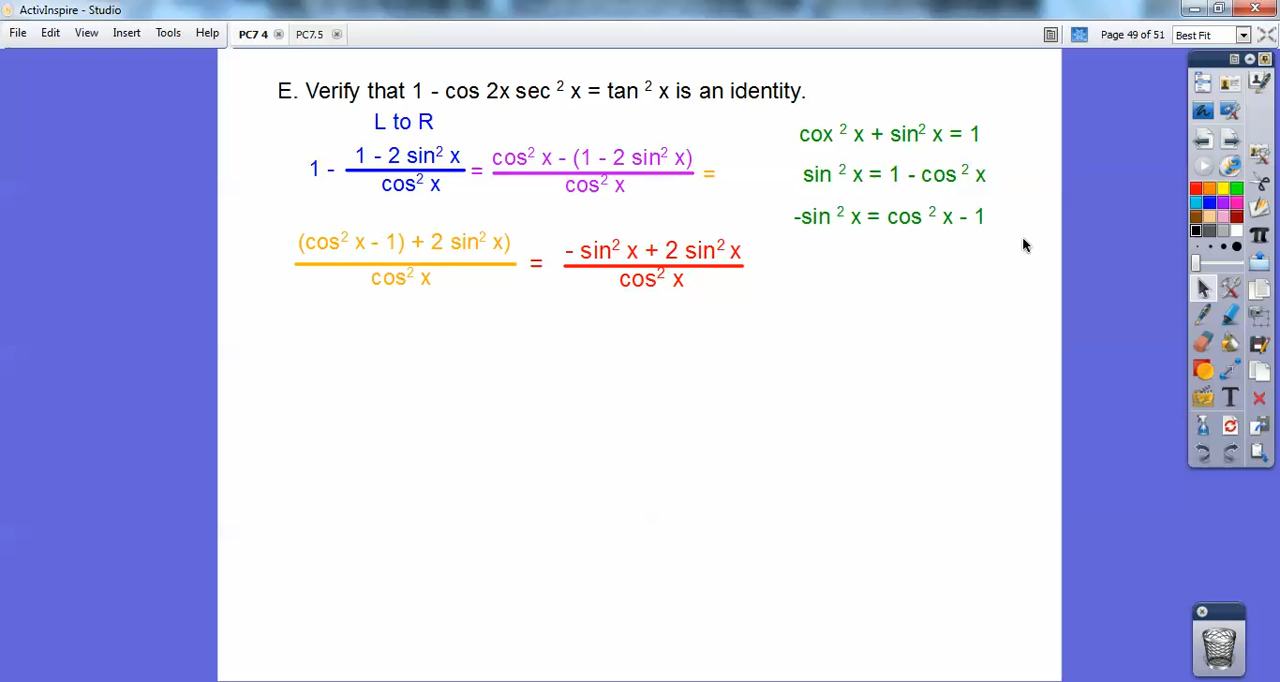 ActivInspire - Studio
File Edit View Insert Tools Help
PC7 4 PC7.5
Page 49 of 51 Best Fit
E. Verify that 1 - cos 2x sec ² x = tan ² x is an identity.
L to R
1 - (1 - 2 sin² x)/(cos² x) = (cos² x - (1 - 2 sin² x))/(cos² x) =
((cos² x - 1) + 2 sin² x))/(cos² x) = (- sin² x + 2 sin² x)/(cos² x)
cox ² x + sin² x = 1
sin ² x = 1 - cos ² x
-sin ² x = cos ² x - 1